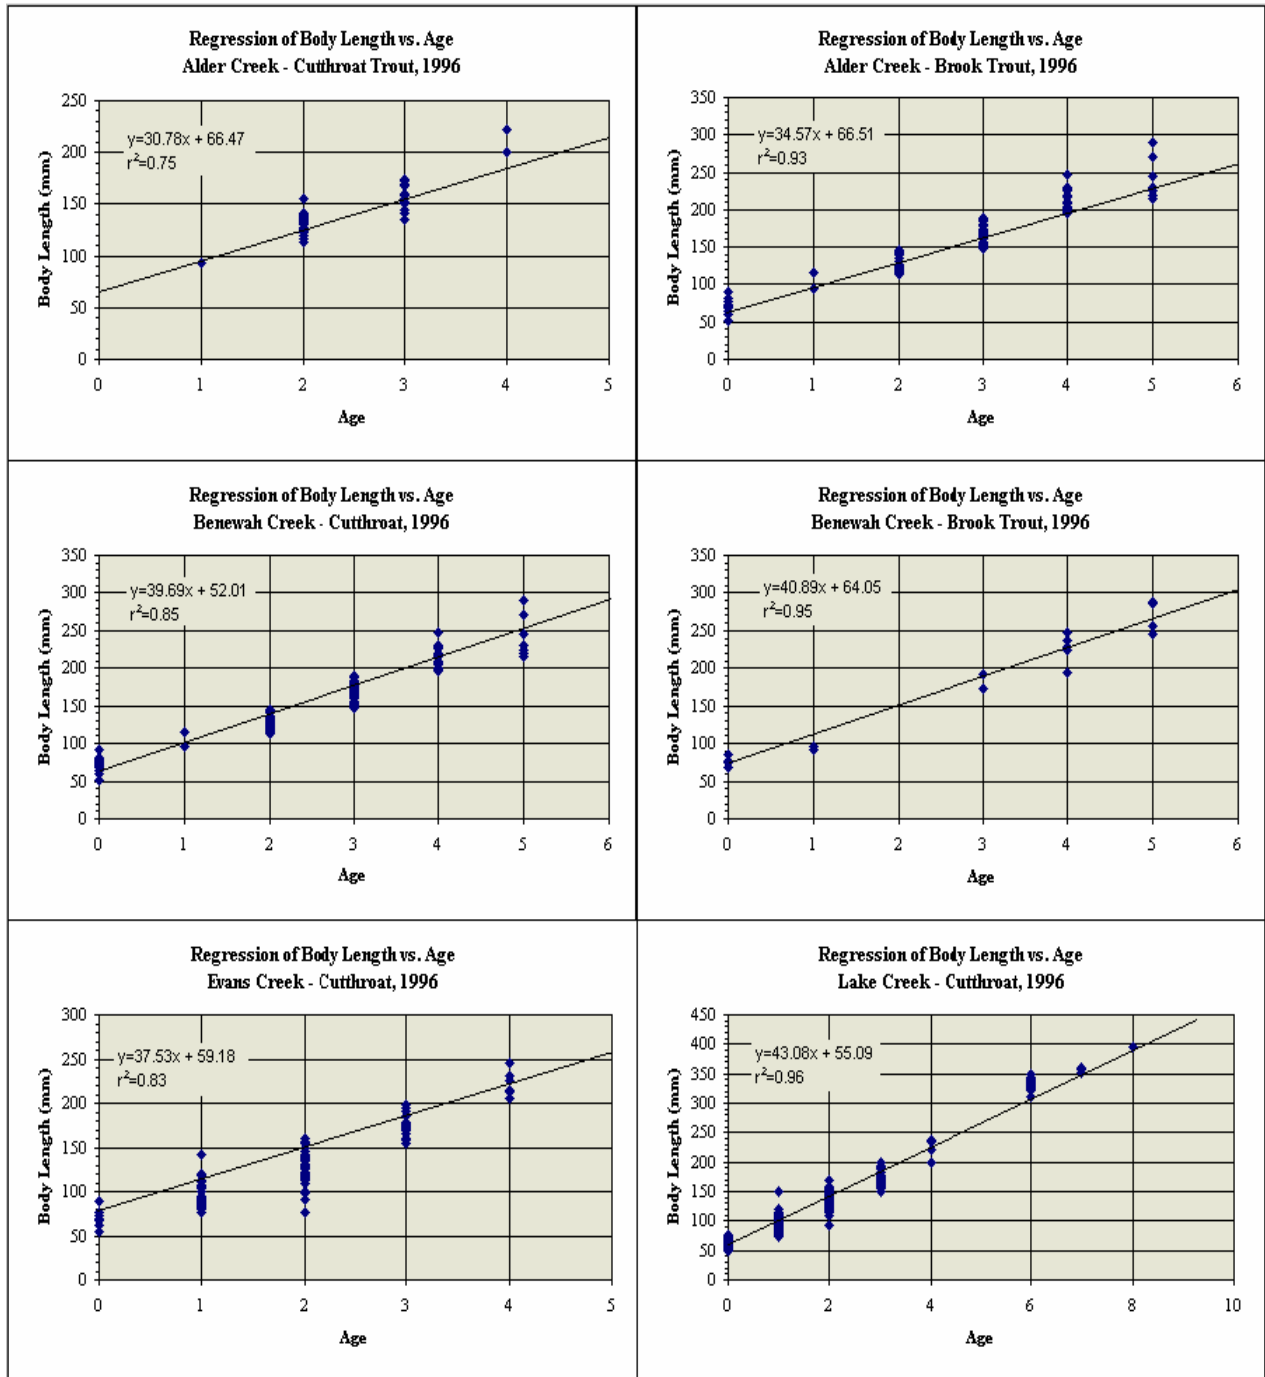 Regression of Body Length vs. Age
Alder Creek - Cutthroat Trout, 1996
y=30.78x + 66.47
r²=0.75
Body Length (mm)
250
200
150
100
50
0
0 1 2 3 4 5
Age
Regression of Body Length vs. Age
Alder Creek - Brook Trout, 1996
y=34.57x + 66.51
r²=0.93
Body Length (mm)
350
300
250
200
150
100
50
0
0 1 2 3 4 5 6
Age
Regression of Body Length vs. Age
Benewah Creek - Cutthroat, 1996
y=39.69x + 52.01
r²=0.85
Body Length (mm)
350
300
250
200
150
100
50
0
0 1 2 3 4 5 6
Age
Regression of Body Length vs. Age
Benewah Creek - Brook Trout, 1996
y=40.89x + 64.05
r²=0.95
Body Length (mm)
350
300
250
200
150
100
50
0
0 1 2 3 4 5 6
Age
Regression of Body Length vs. Age
Evans Creek - Cutthroat, 1996
y=37.53x + 59.18
r²=0.83
Body Length (mm)
300
250
200
150
100
50
0
0 1 2 3 4 5
Age
Regression of Body Length vs. Age
Lake Creek - Cutthroat, 1996
y=43.08x + 55.09
r²=0.96
Body Length (mm)
450
400
350
300
250
200
150
100
50
0
0 2 4 6 8 10
Age